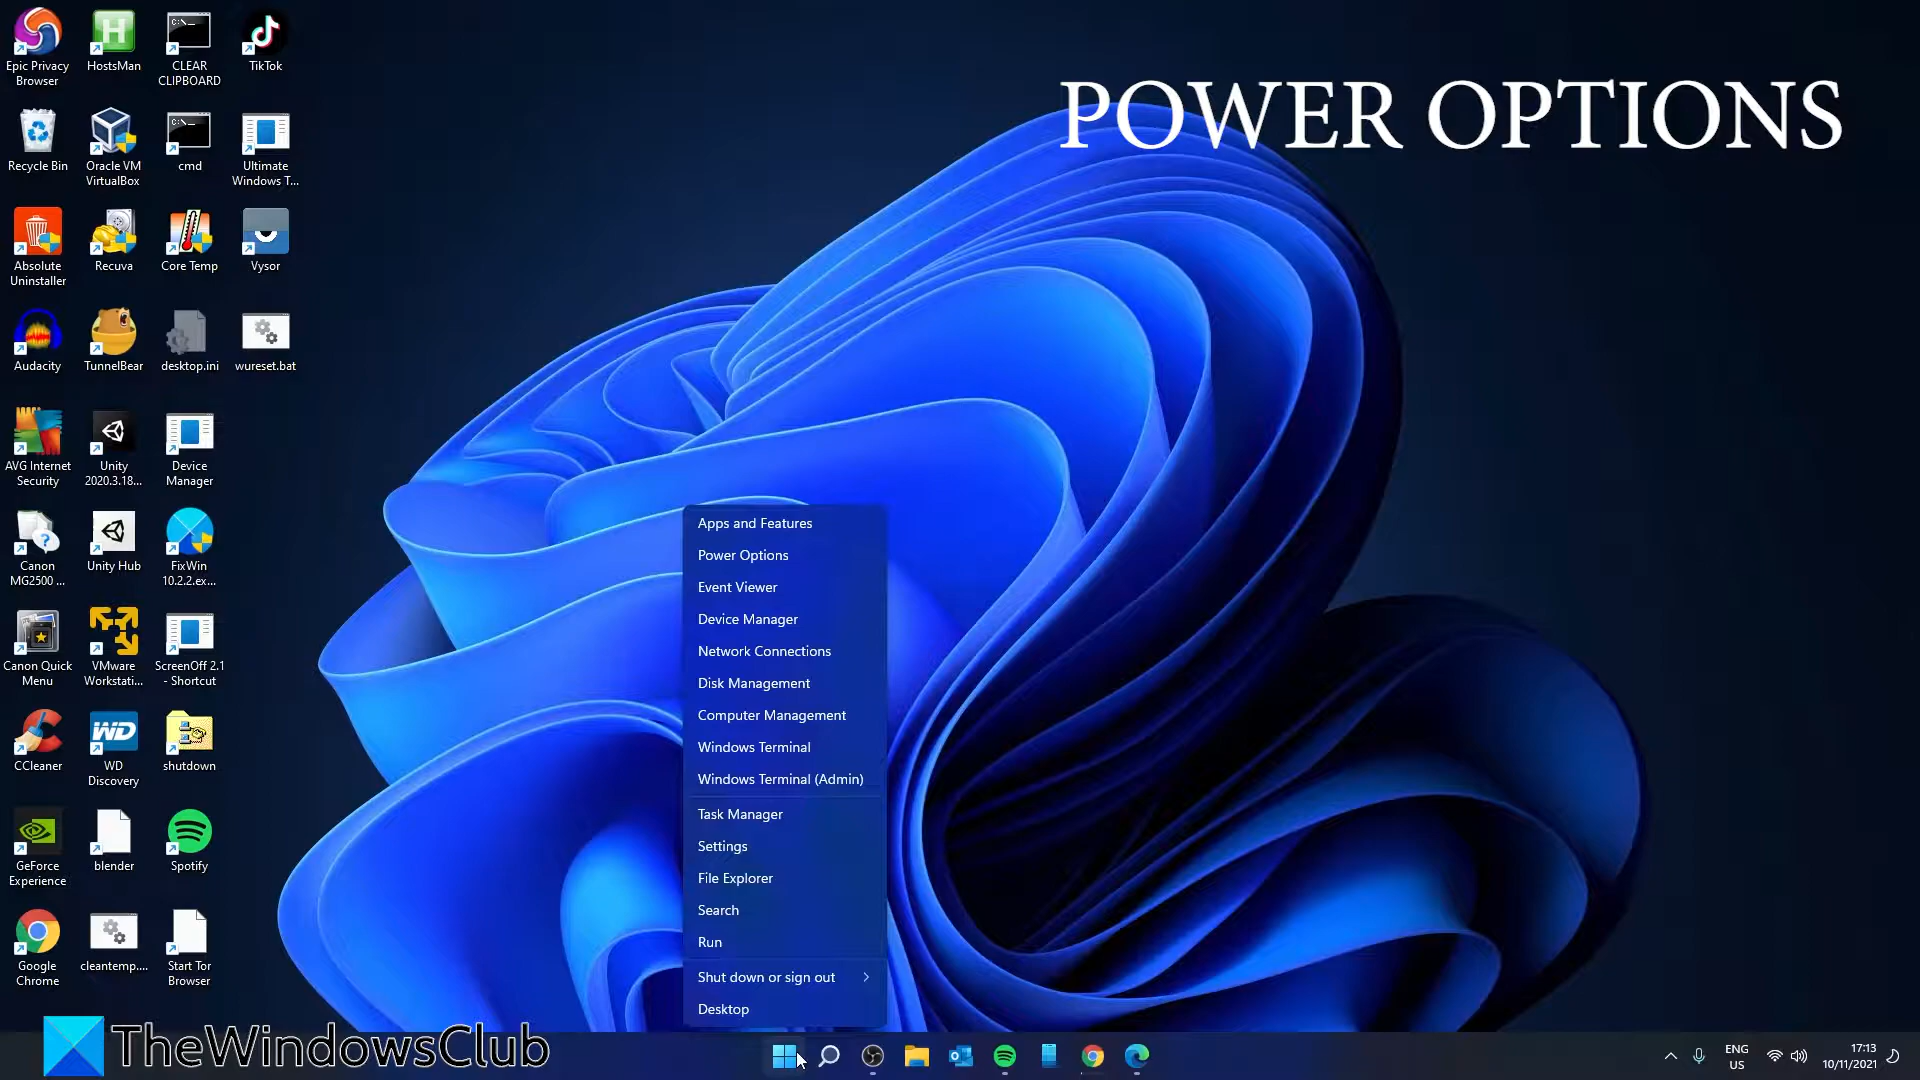 Epic Privacy
Browser
HostsMan
CLEAR
CLIPBOARD
TikTok
POWER OPTIONS
Recycle Bin
Oracle VM
VirtualBox
cmd
Ultimate
Windows T...
Absolute
Uninstaller
Recuva
Core Temp
Vysor
Audacity
TunnelBear
desktop.ini
wureset.bat
AVG Internet
Security
Unity
2020.3.18...
Device
Manager
Canon
MG2500 ...
Unity Hub
FixWin
10.2.2.ex...
Canon Quick
Menu
VMware
Workstati...
ScreenOff 2.1
- Shortcut
CCleaner
WD
WD
Discovery
shutdown
GeForce
Experience
blender
Spotify
Google
Chrome
cleantemp....
Start Tor
Browser
Apps and Features
Power Options
Event Viewer
Device Manager
Network Connections
Disk Management
Computer Management
Windows Terminal
Windows Terminal (Admin)
Task Manager
Settings
File Explorer
Search
Run
Shut down or sign out
Desktop
TheWindowsClub
ENG
US
17:13
10/11/2021